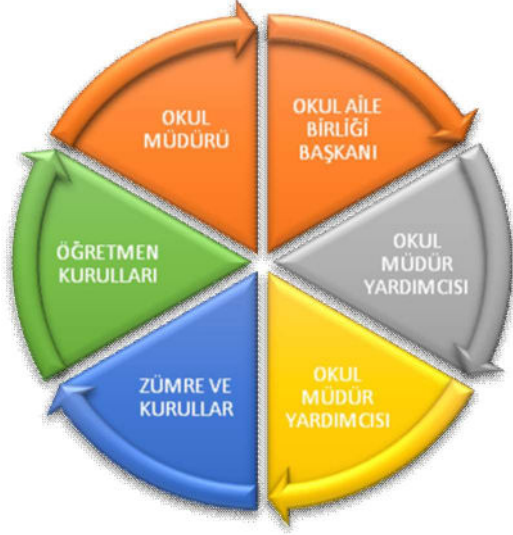 OKUL
MÜDÜRÜ
OKUL AİLE
BİRLİĞİ
BAŞKANI
OKUL
MÜDÜR
YARDIMCISI
OKUL
MÜDÜR
YARDIMCISI
ZÜMRE VE
KURULLAR
ÖĞRETMEN
KURULLARI